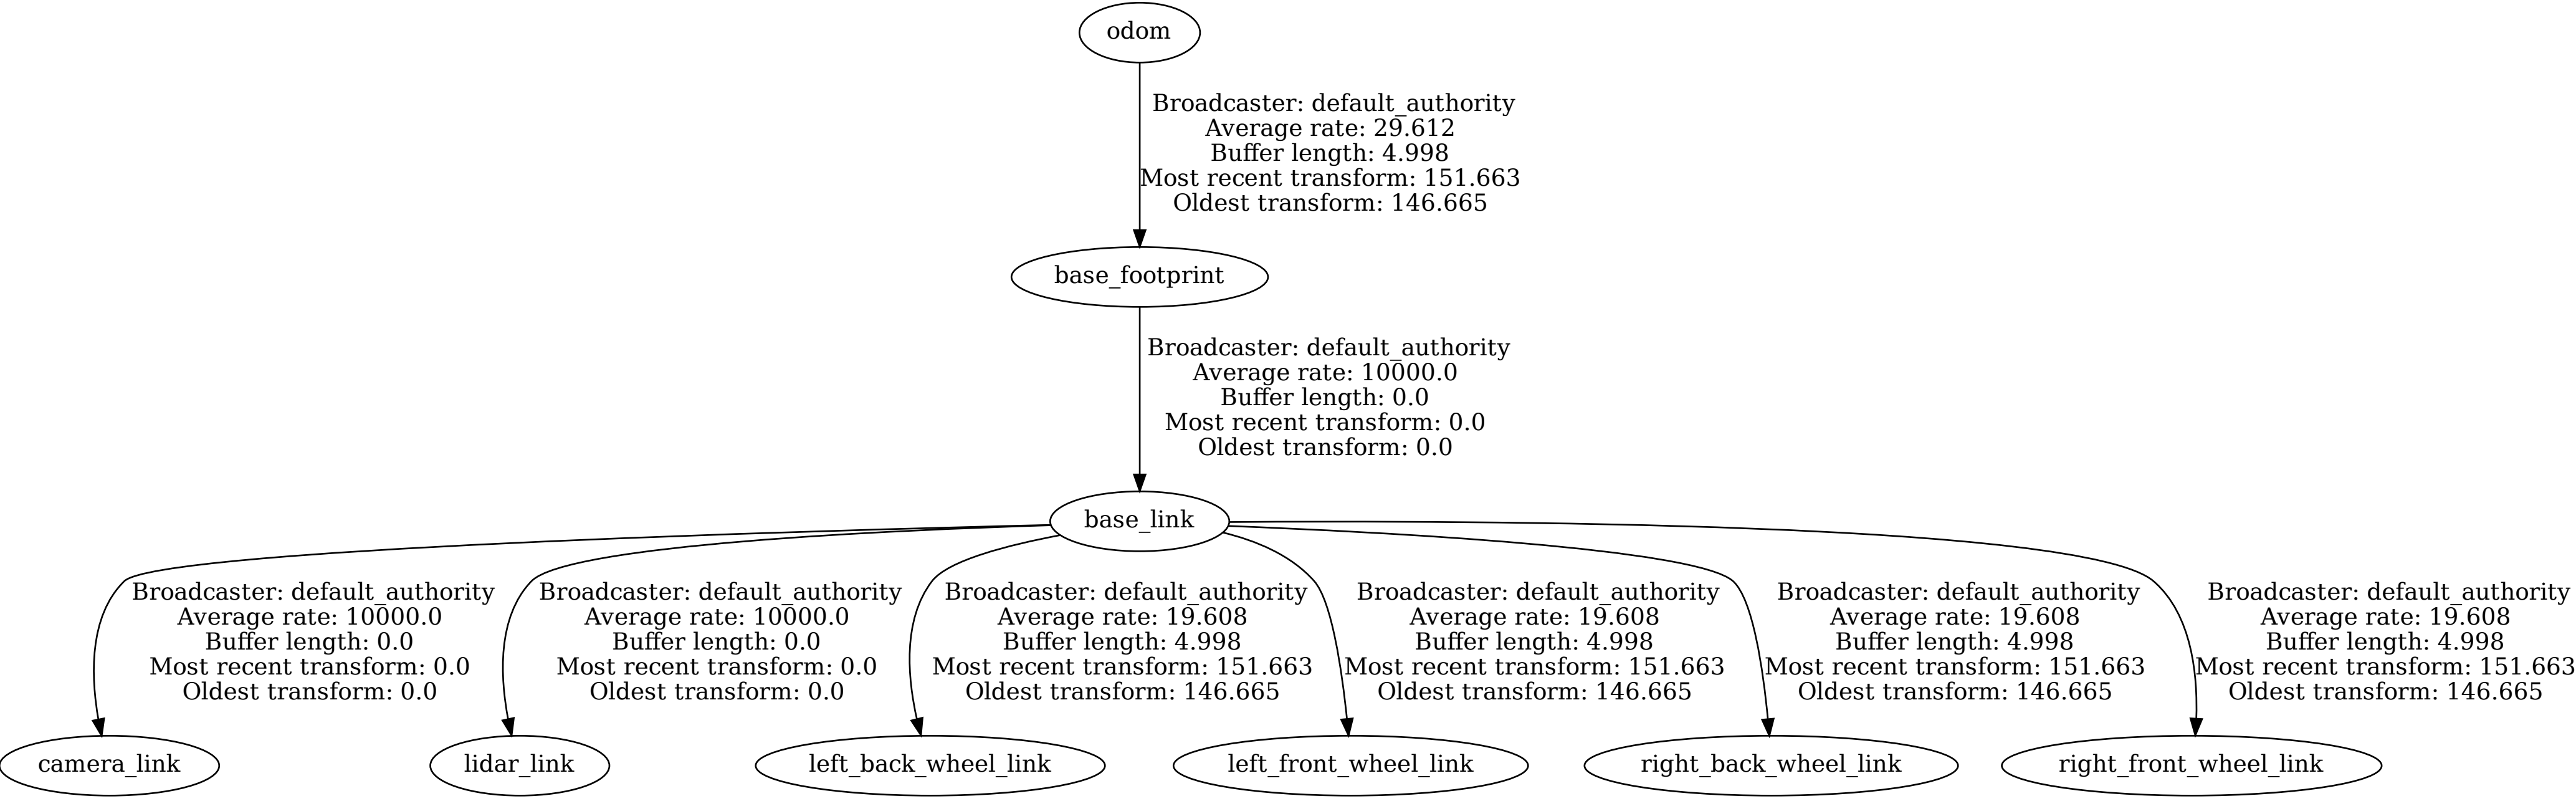 odom
Broadcaster: default_authority
Average rate: 29.612
Buffer length: 4.998
Most recent transform: 151.663
Oldest transform: 146.665
base_footprint
Broadcaster: default_authority
Average rate: 10000.0
Buffer length: 0.0
Most recent transform: 0.0
Oldest transform: 0.0
base_link
Broadcaster: default_authority
Average rate: 10000.0
Buffer length: 0.0
Most recent transform: 0.0
Oldest transform: 0.0
Broadcaster: default_authority
Average rate: 10000.0
Buffer length: 0.0
Most recent transform: 0.0
Oldest transform: 0.0
Broadcaster: default_authority
Average rate: 19.608
Buffer length: 4.998
Most recent transform: 151.663
Oldest transform: 146.665
Broadcaster: default_authority
Average rate: 19.608
Buffer length: 4.998
Most recent transform: 151.663
Oldest transform: 146.665
Broadcaster: default_authority
Average rate: 19.608
Buffer length: 4.998
Most recent transform: 151.663
Oldest transform: 146.665
Broadcaster: default_authority
Average rate: 19.608
Buffer length: 4.998
Most recent transform: 151.663
Oldest transform: 146.665
camera_link
lidar_link
left_back_wheel_link
left_front_wheel_link
right_back_wheel_link
right_front_wheel_link